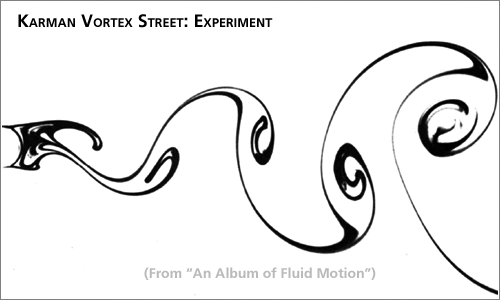 Karman Vortex Street: Experiment
(From “An Album of Fluid Motion”)